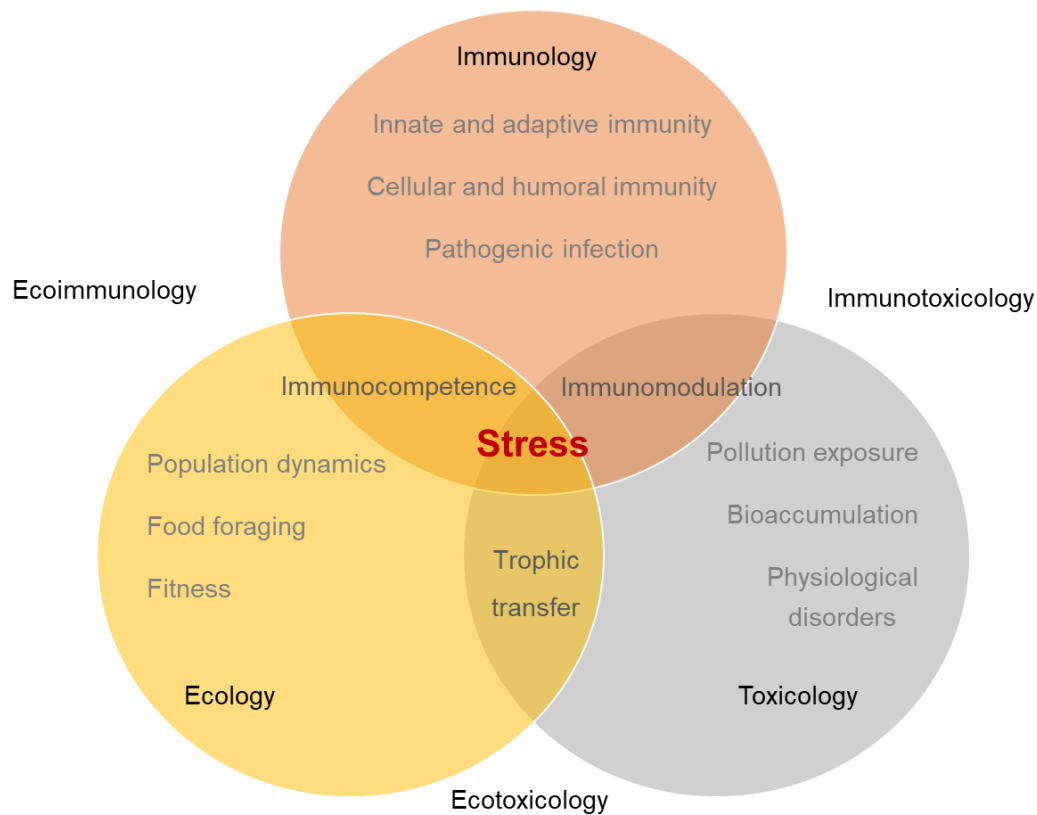 Immunology
Innate and adaptive immunity
Cellular and humoral immunity
Pathogenic infection
Ecoimmunology
Immunotoxicology
Immunocompetence
Immunomodulation
Stress
Population dynamics
Food foraging
Fitness
Pollution exposure
Bioaccumulation
Physiological
disorders
Trophic
transfer
Ecology
Toxicology
Ecotoxicology